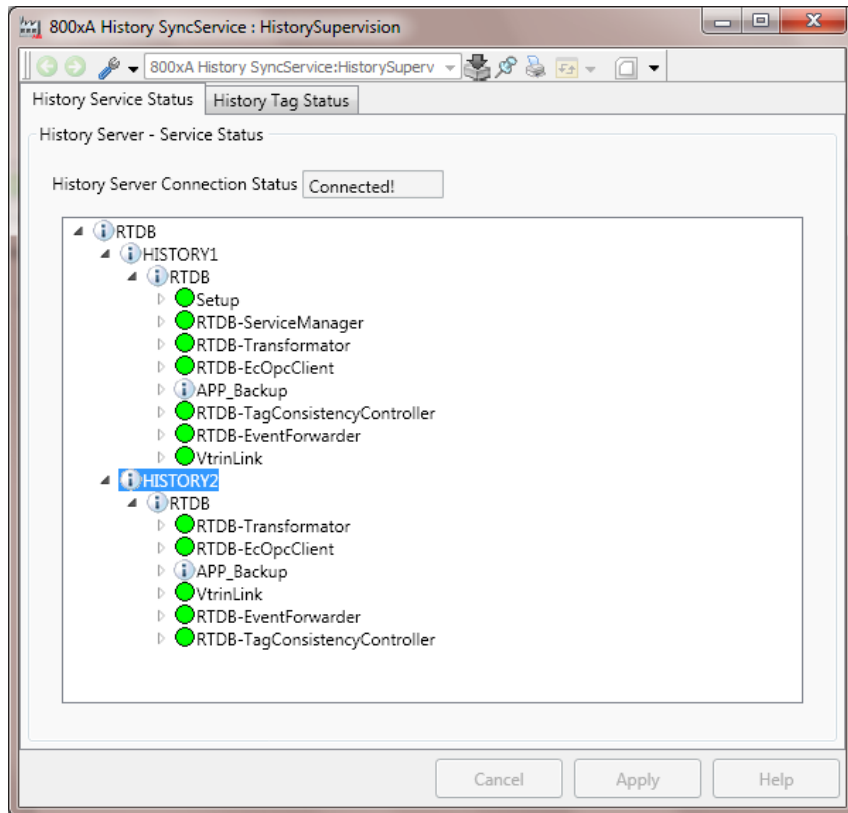 800xA History SyncService : HistorySupervision
800xA History SyncService:HistorySuperv
History Service Status History Tag Status
History Server - Service Status
History Server Connection Status Connected!
RTDB
HISTORY1
RTDB
Setup
RTDB-ServiceManager
RTDB-Transformator
RTDB-EcOpcClient
APP_Backup
RTDB-TagConsistencyController
RTDB-EventForwarder
VtrinLink
HISTORY2
RTDB
RTDB-Transformator
RTDB-EcOpcClient
APP_Backup
VtrinLink
RTDB-EventForwarder
RTDB-TagConsistencyController
Cancel Apply Help